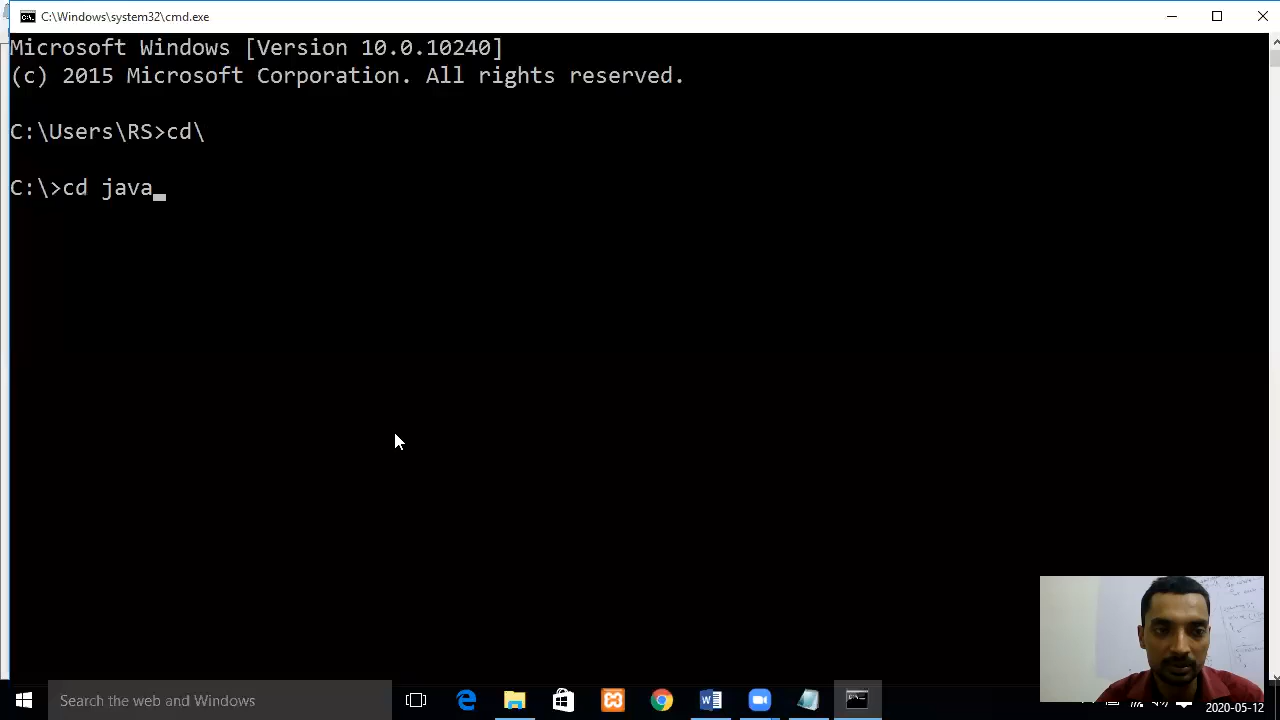 C:\Windows\system32\cmd.exe
Microsoft Windows [Version 10.0.10240]
(c) 2015 Microsoft Corporation. All rights reserved.
C:\Users\RS>cd\
C:\>cd java
Search the web and Windows
2020-05-12